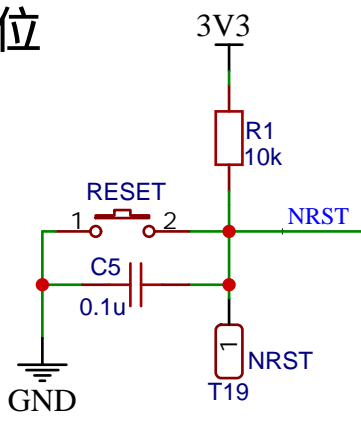 位
3V3
R1
10k
RESET
1 2
NRST
C5
0.1u
1
NRST
T19
GND